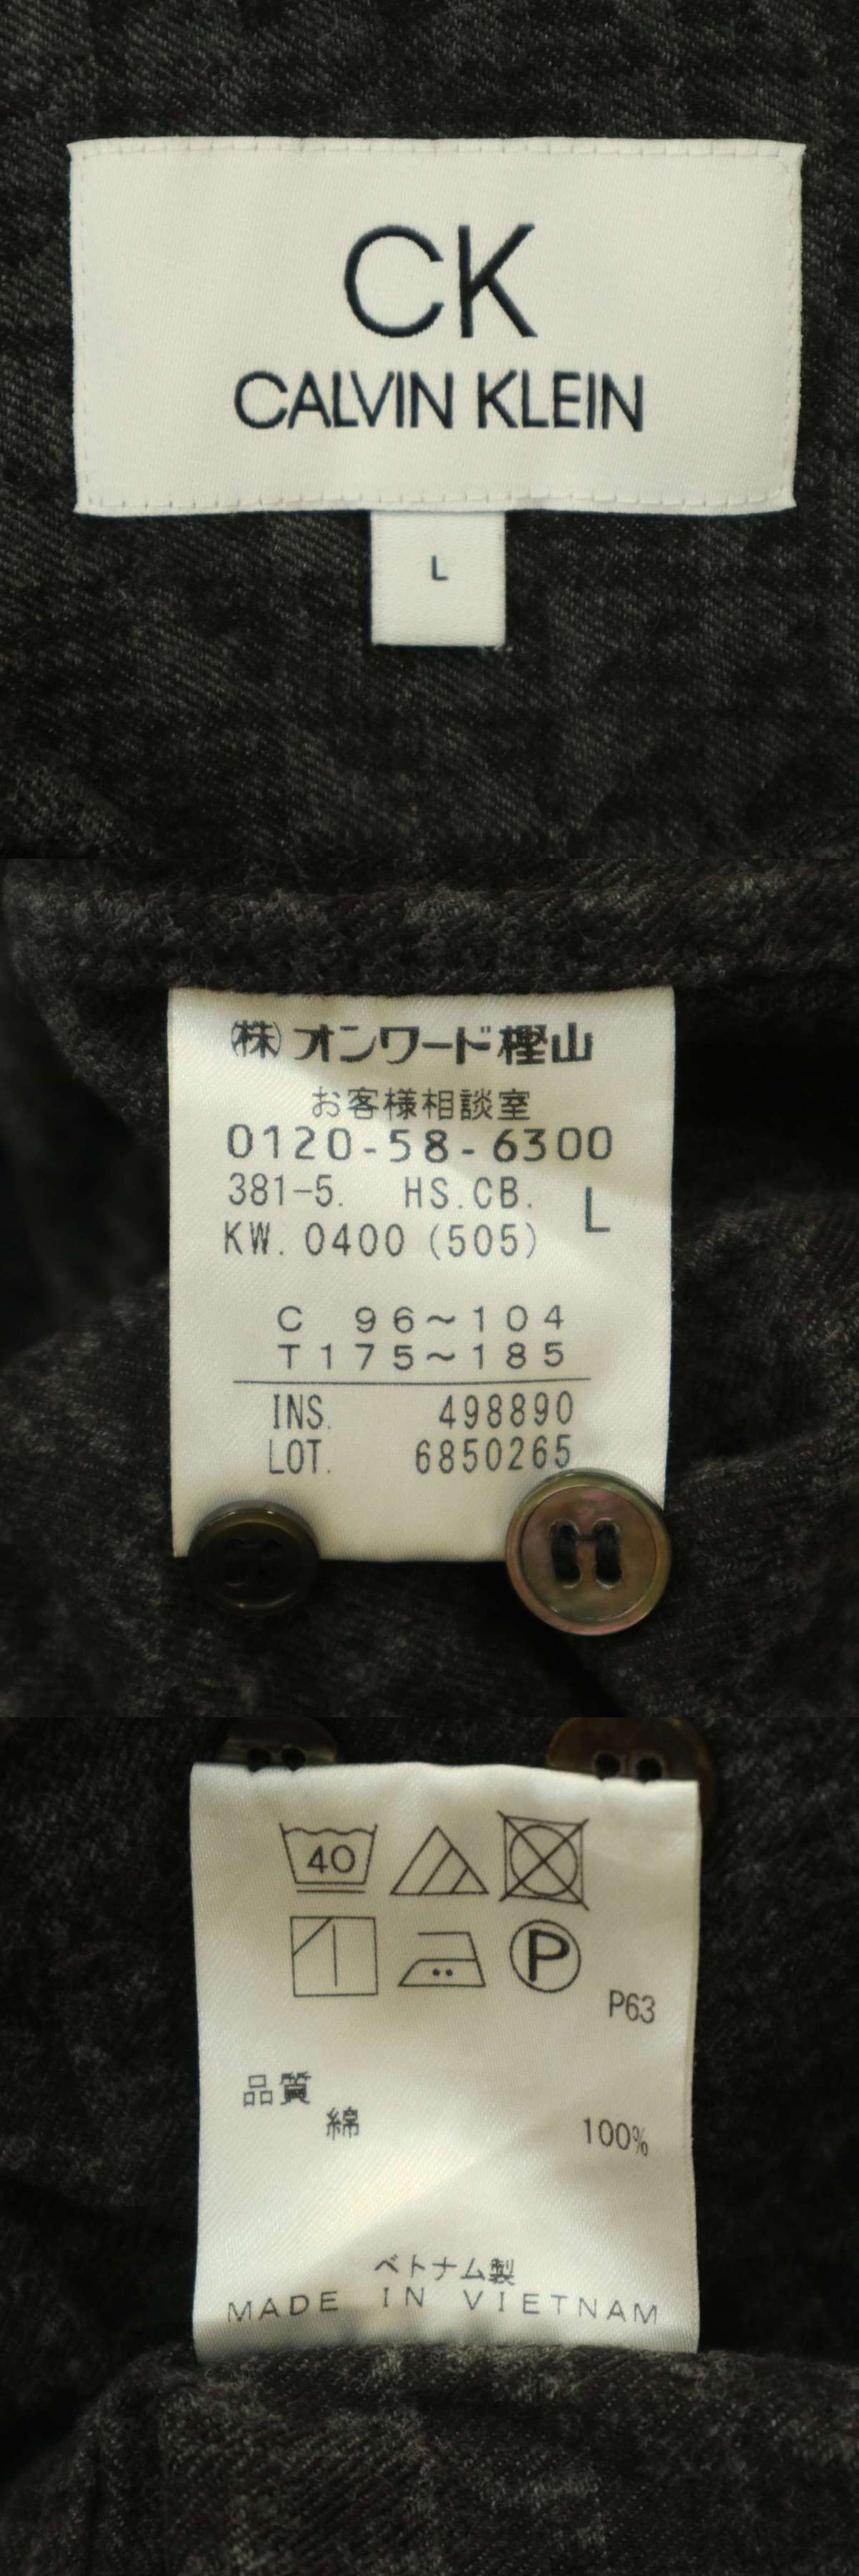 CK
CALVIN KLEIN
L
㈱オンワード樫山
お客様相談室
0120-58-6300
381-5. HS.CB. L
KW. 0400 (505)
C 96～104
T175～185
INS. 498890
LOT. 6850265
40
P
P63
品質
綿 100%
ベトナム製
MADE IN VIETNAM